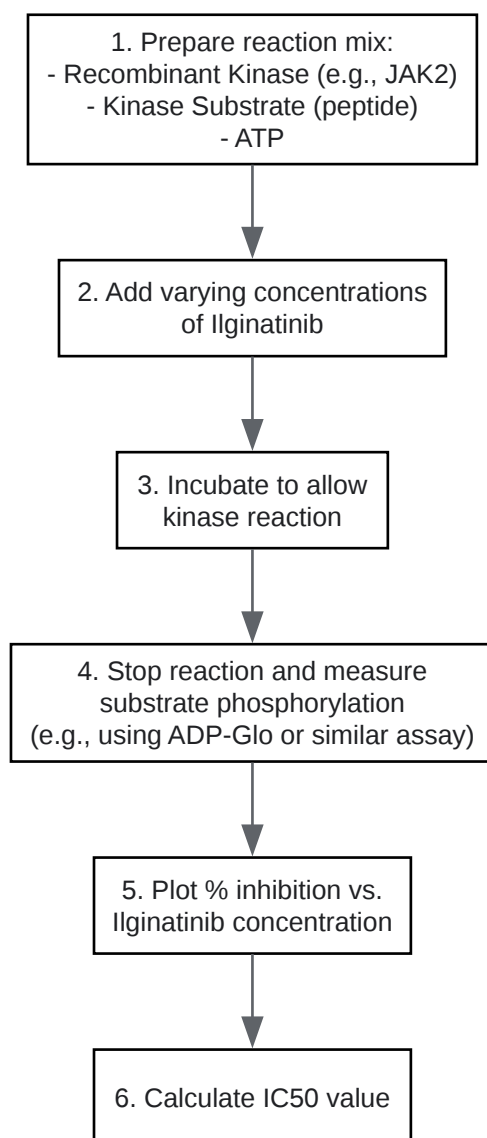 1. Prepare reaction mix:
- Recombinant Kinase (e.g., JAK2)
- Kinase Substrate (peptide)
- ATP
2. Add varying concentrations
of Ilginatinib
3. Incubate to allow
kinase reaction
4. Stop reaction and measure
substrate phosphorylation
(e.g., using ADP-Glo or similar assay)
5. Plot % inhibition vs.
Ilginatinib concentration
6. Calculate IC50 value